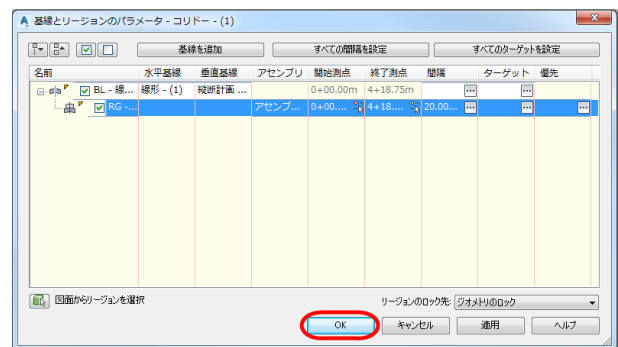 基線とリージョンのパラメータ - コリドー - (1)
基線を追加 すべての間隔を設定 すべてのターゲットを設定
名前 水平基線 垂直基線 アセンブリ 開始測点 終了測点 間隔 ターゲット 優先
BL - 線... 線形 - (1) 縦断計画 ... 0+00.00m 4+18.75m
RG -... アセンブ... 0+00.... 4+18.... 20.00...
図面からリージョンを選択 リージョンのロック先: ジオメトリのロック
OK キャンセル 適用 ヘルプ